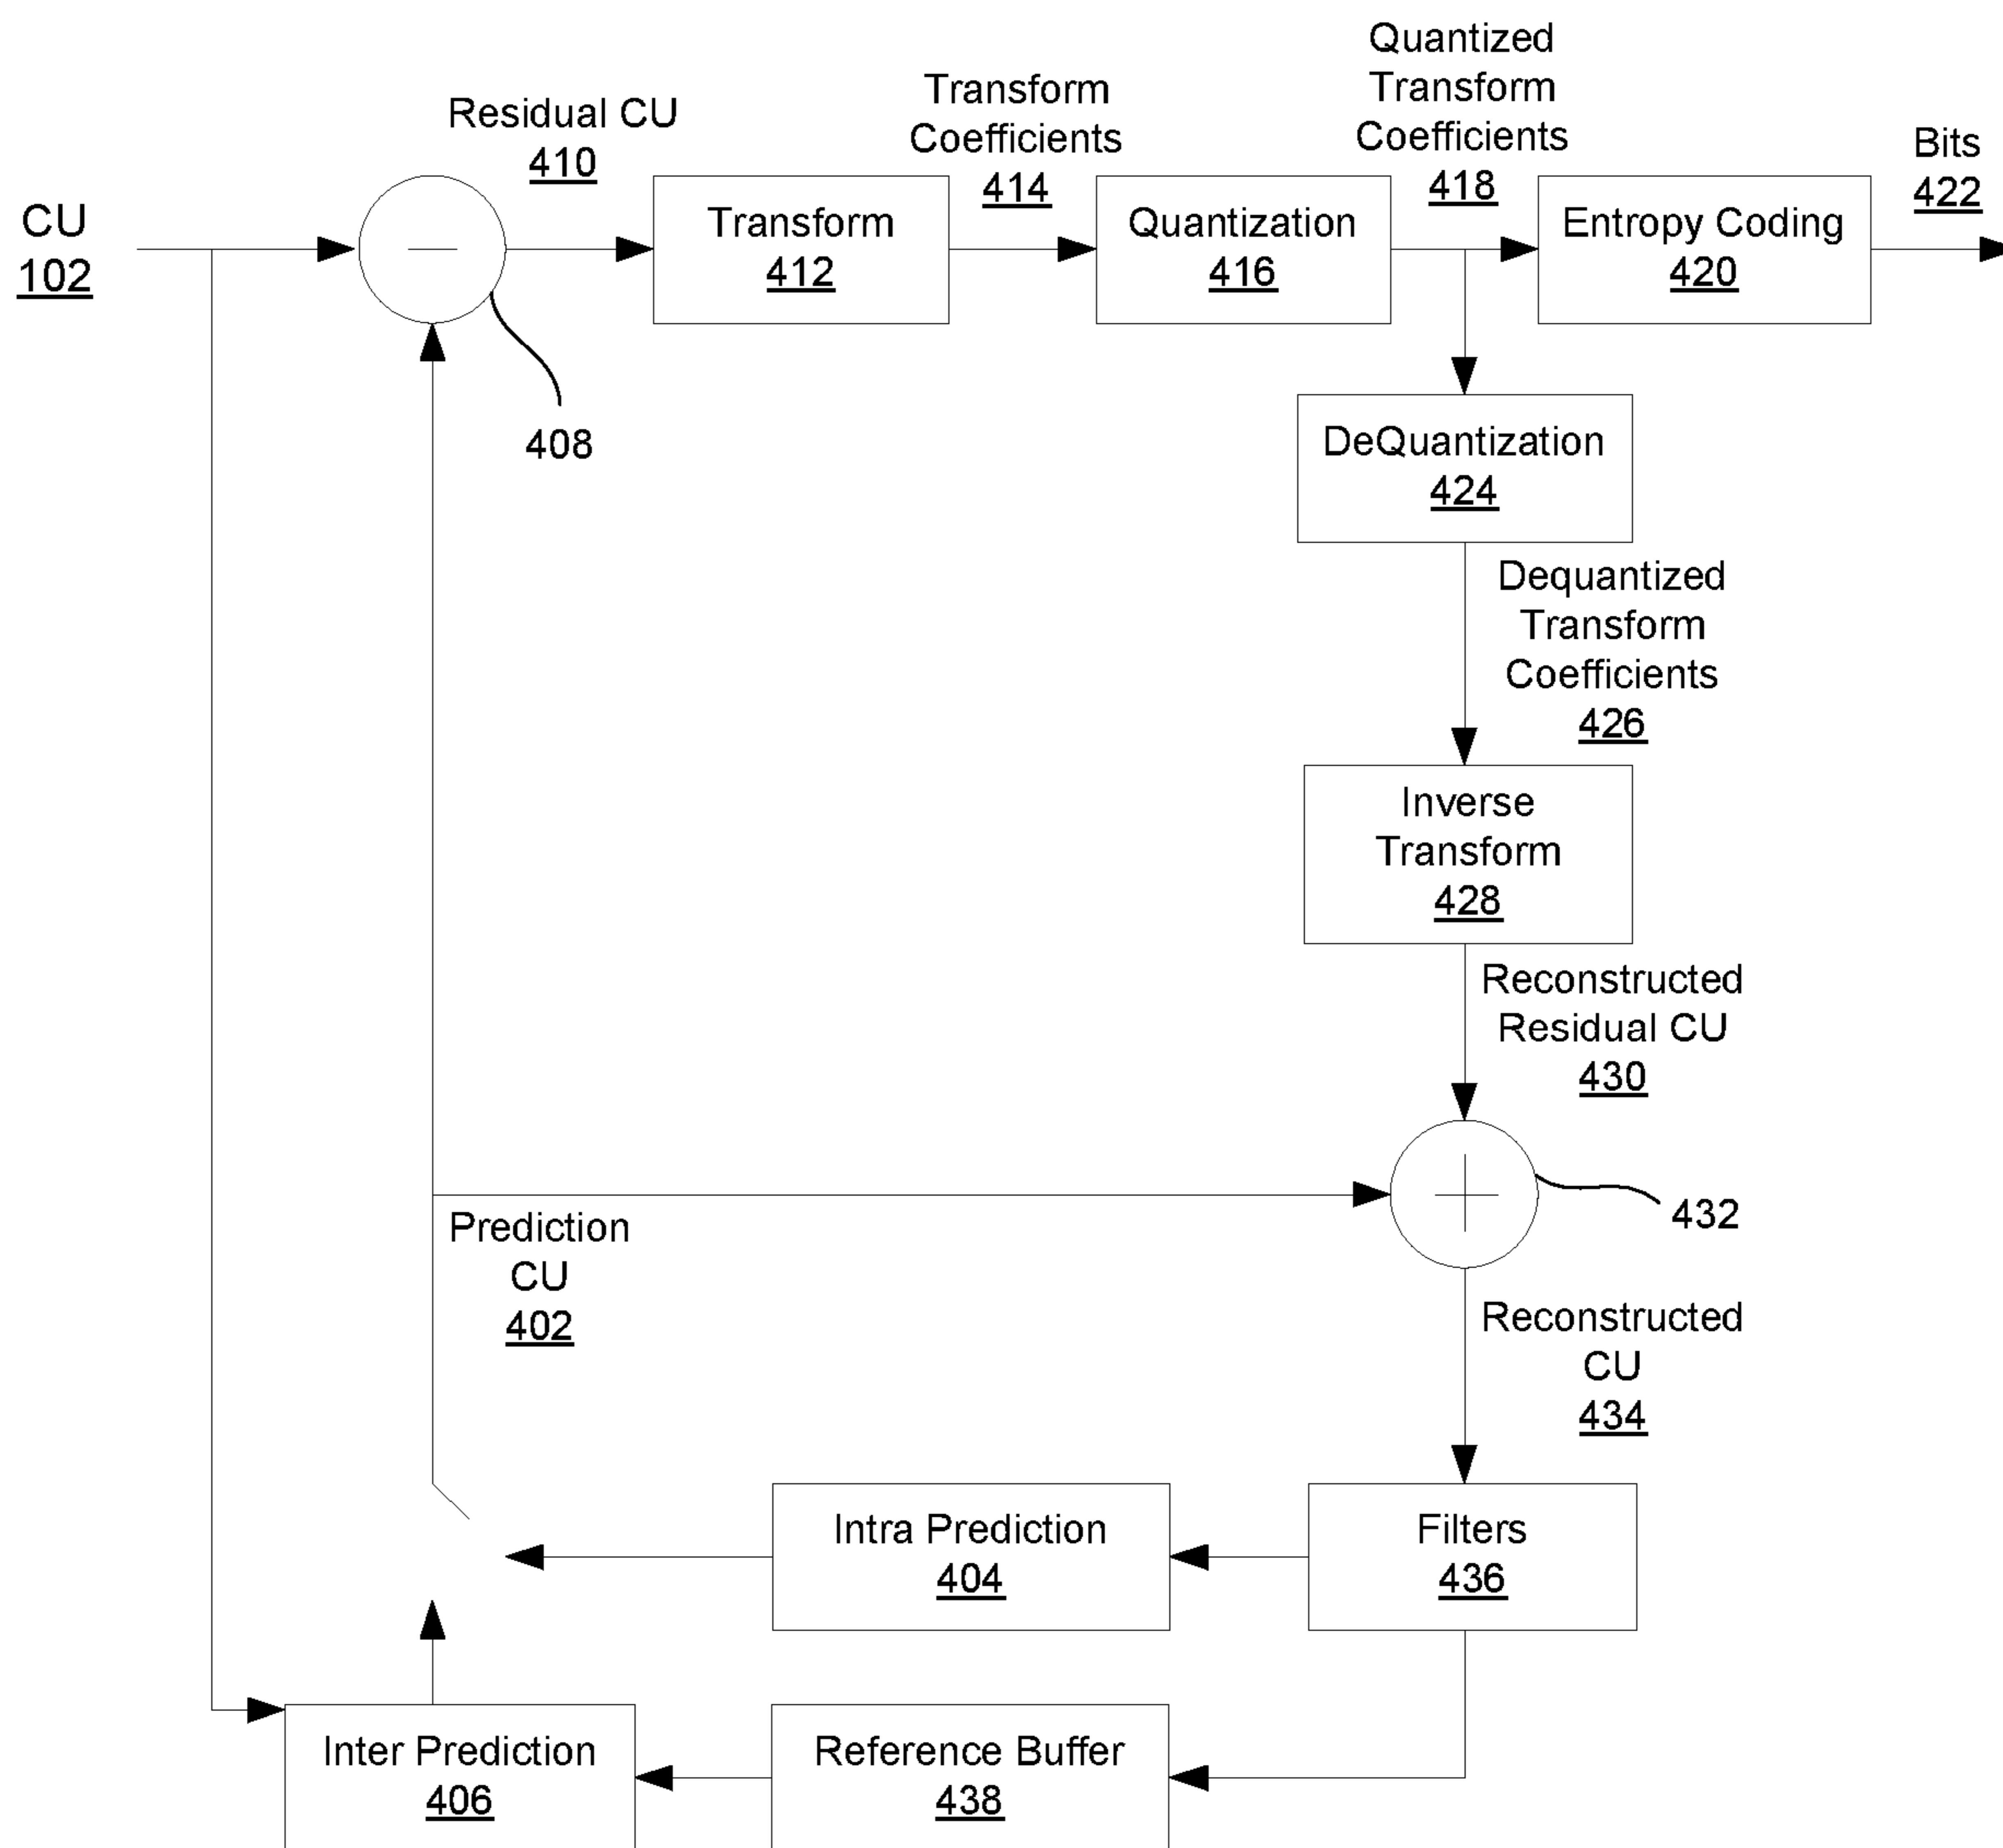 CU
102
Residual CU
410
408
Transform
412
Transform
Coefficients
414
Quantization
416
Quantized
Transform
Coefficients
418
Entropy Coding
420
Bits
422
DeQuantization
424
Dequantized
Transform
Coefficients
426
Inverse
Transform
428
Reconstructed
Residual CU
430
432
Prediction
CU
402
Reconstructed
CU
434
Intra Prediction
404
Filters
436
Inter Prediction
406
Reference Buffer
438